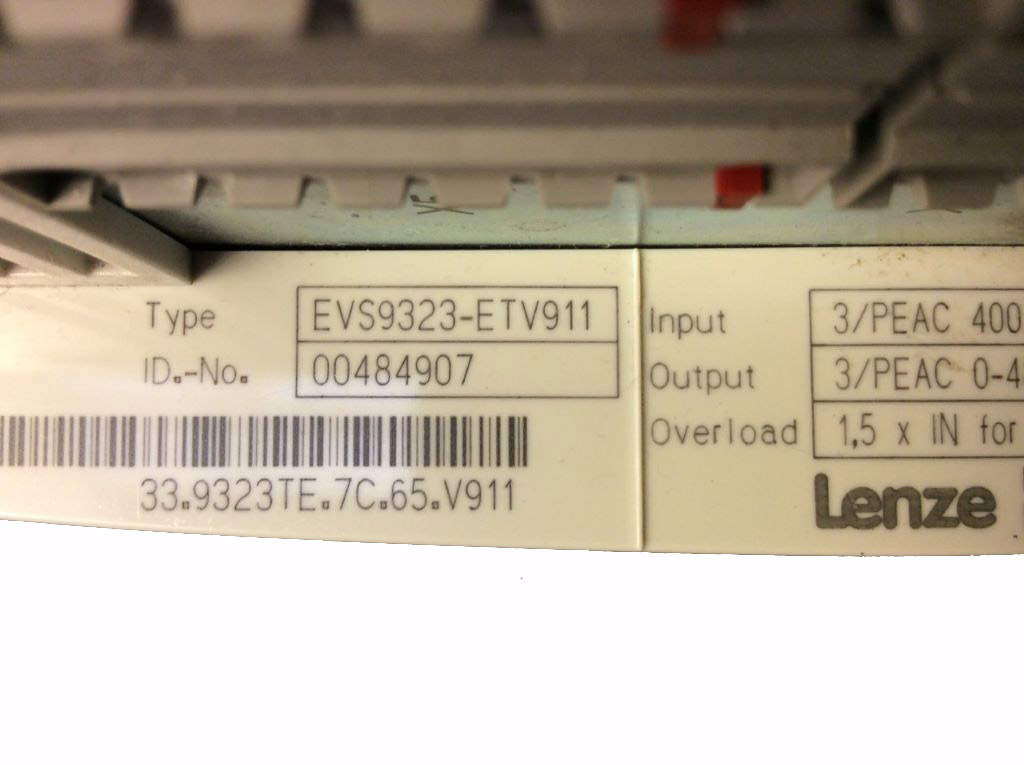 Type EVS9323-ETV911
ID.-No. 00484907
33.9323TE.7C.65.V911
Input 3/PEAC 400
Output 3/PEAC 0-4
Overload 1,5 x IN for
Lenze